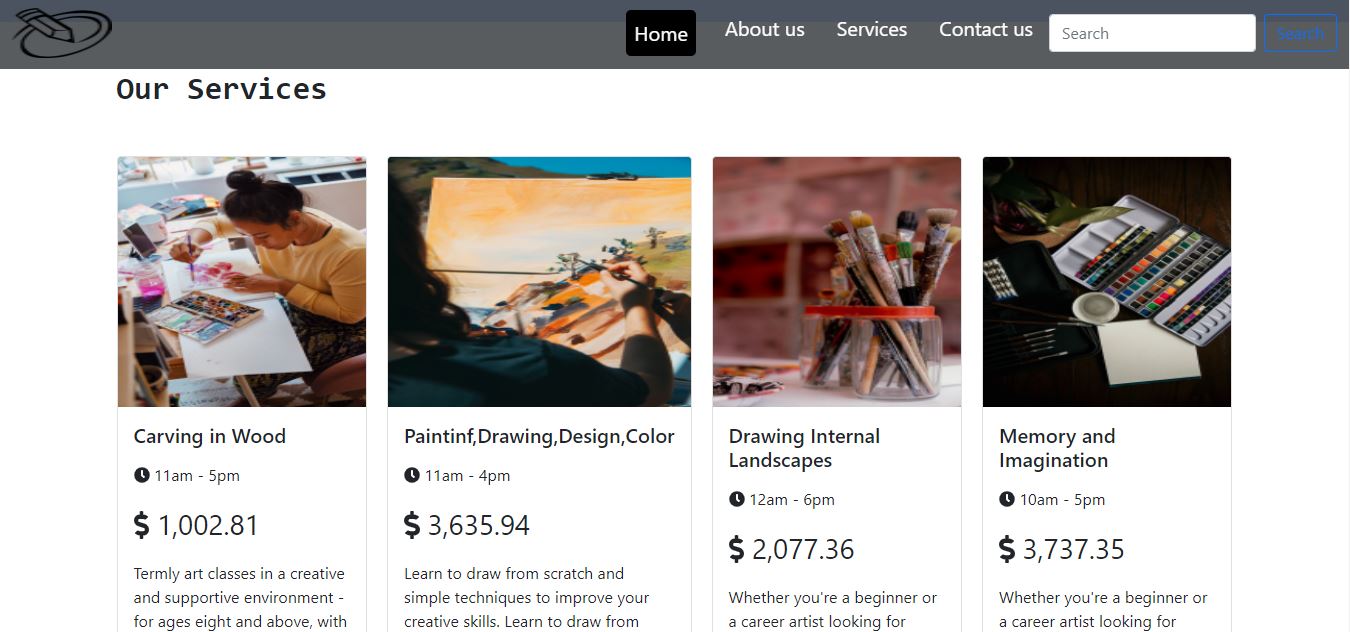 Home About us Services Contact us Search Search
Our Services
Carving in Wood
11am - 5pm
$ 1,002.81
Termly art classes in a creative
and supportive environment -
for ages eight and above, with
Paintinf,Drawing,Design,Color
11am - 4pm
$ 3,635.94
Learn to draw from scratch and
simple techniques to improve your
creative skills. Learn to draw from
Drawing Internal
Landscapes
12am - 6pm
$ 2,077.36
Whether you're a beginner or
a career artist looking for
Memory and
Imagination
10am - 5pm
$ 3,737.35
Whether you're a beginner or
a career artist looking for